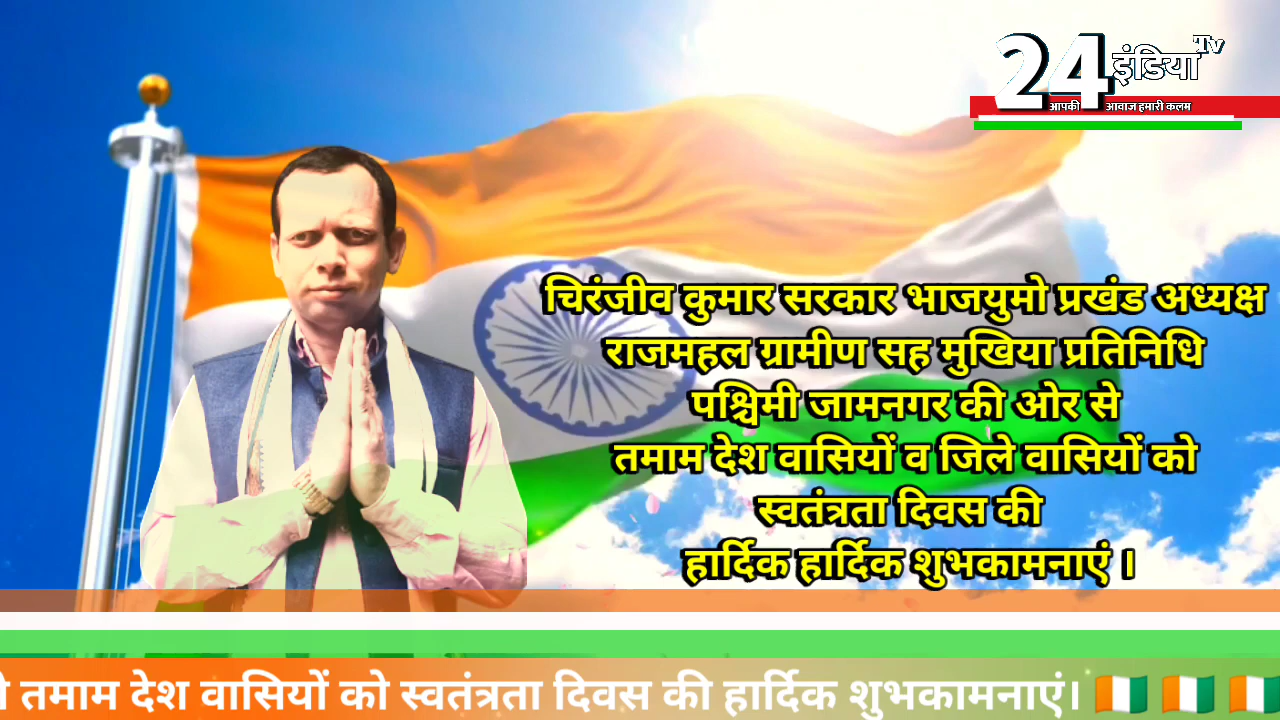 24 इंडिया Tv
आपकी आवाज हमारी कलम
चिरंजीव कुमार सरकार भाजयुमो प्रखंड अध्यक्ष
राजमहल ग्रामीण सह मुखिया प्रतिनिधि
पश्चिमी जामनगर की ओर से
तमाम देश वासियों व जिले वासियों को
स्वतंत्रता दिवस की
हार्दिक हार्दिक शुभकामनाएं ।
तमाम देश वासियों को स्वतंत्रता दिवस की हार्दिक शुभकामनाएं। 🇨🇮 🇨🇮 🇨🇮